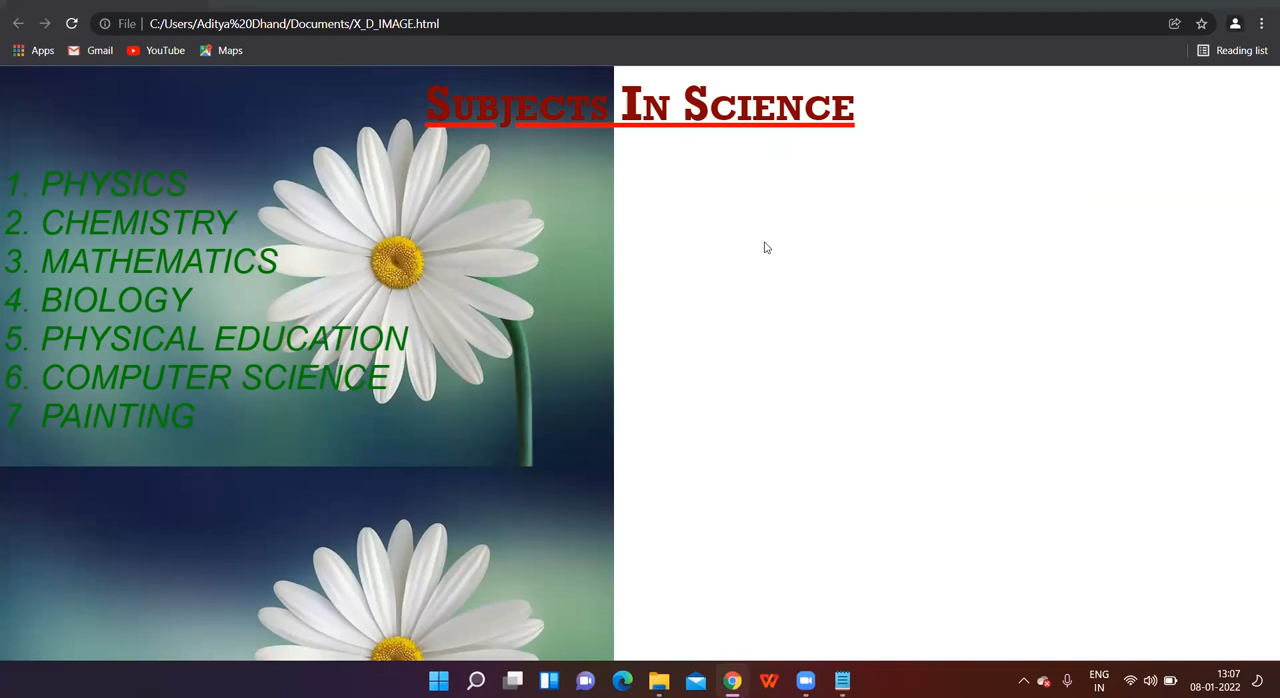 File
C:/Users/Aditya%20Dhand/Documents/X_D_IMAGE.html
Apps
Gmail
YouTube
Maps
Reading list
SUBJECTS IN SCIENCE
1. PHYSICS
2. CHEMISTRY
3. MATHEMATICS
4. BIOLOGY
5. PHYSICAL EDUCATION
6. COMPUTER SCIENCE
7 PAINTING
ENG
IN
13:07
08-01-2022